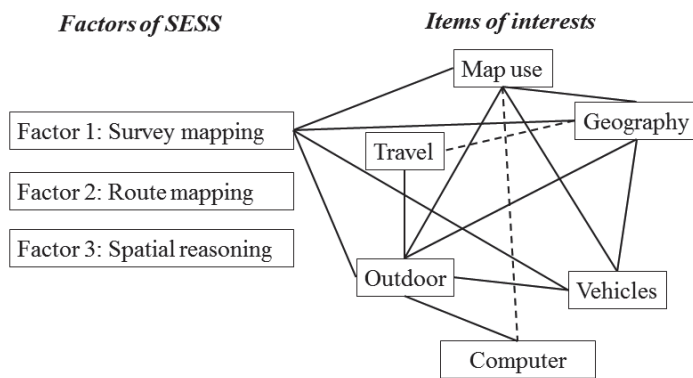 Factors of SESS
Items of interests
Map use
Geography
Factor 1: Survey mapping
Travel
Factor 2: Route mapping
Factor 3: Spatial reasoning
Outdoor
Vehicles
Computer